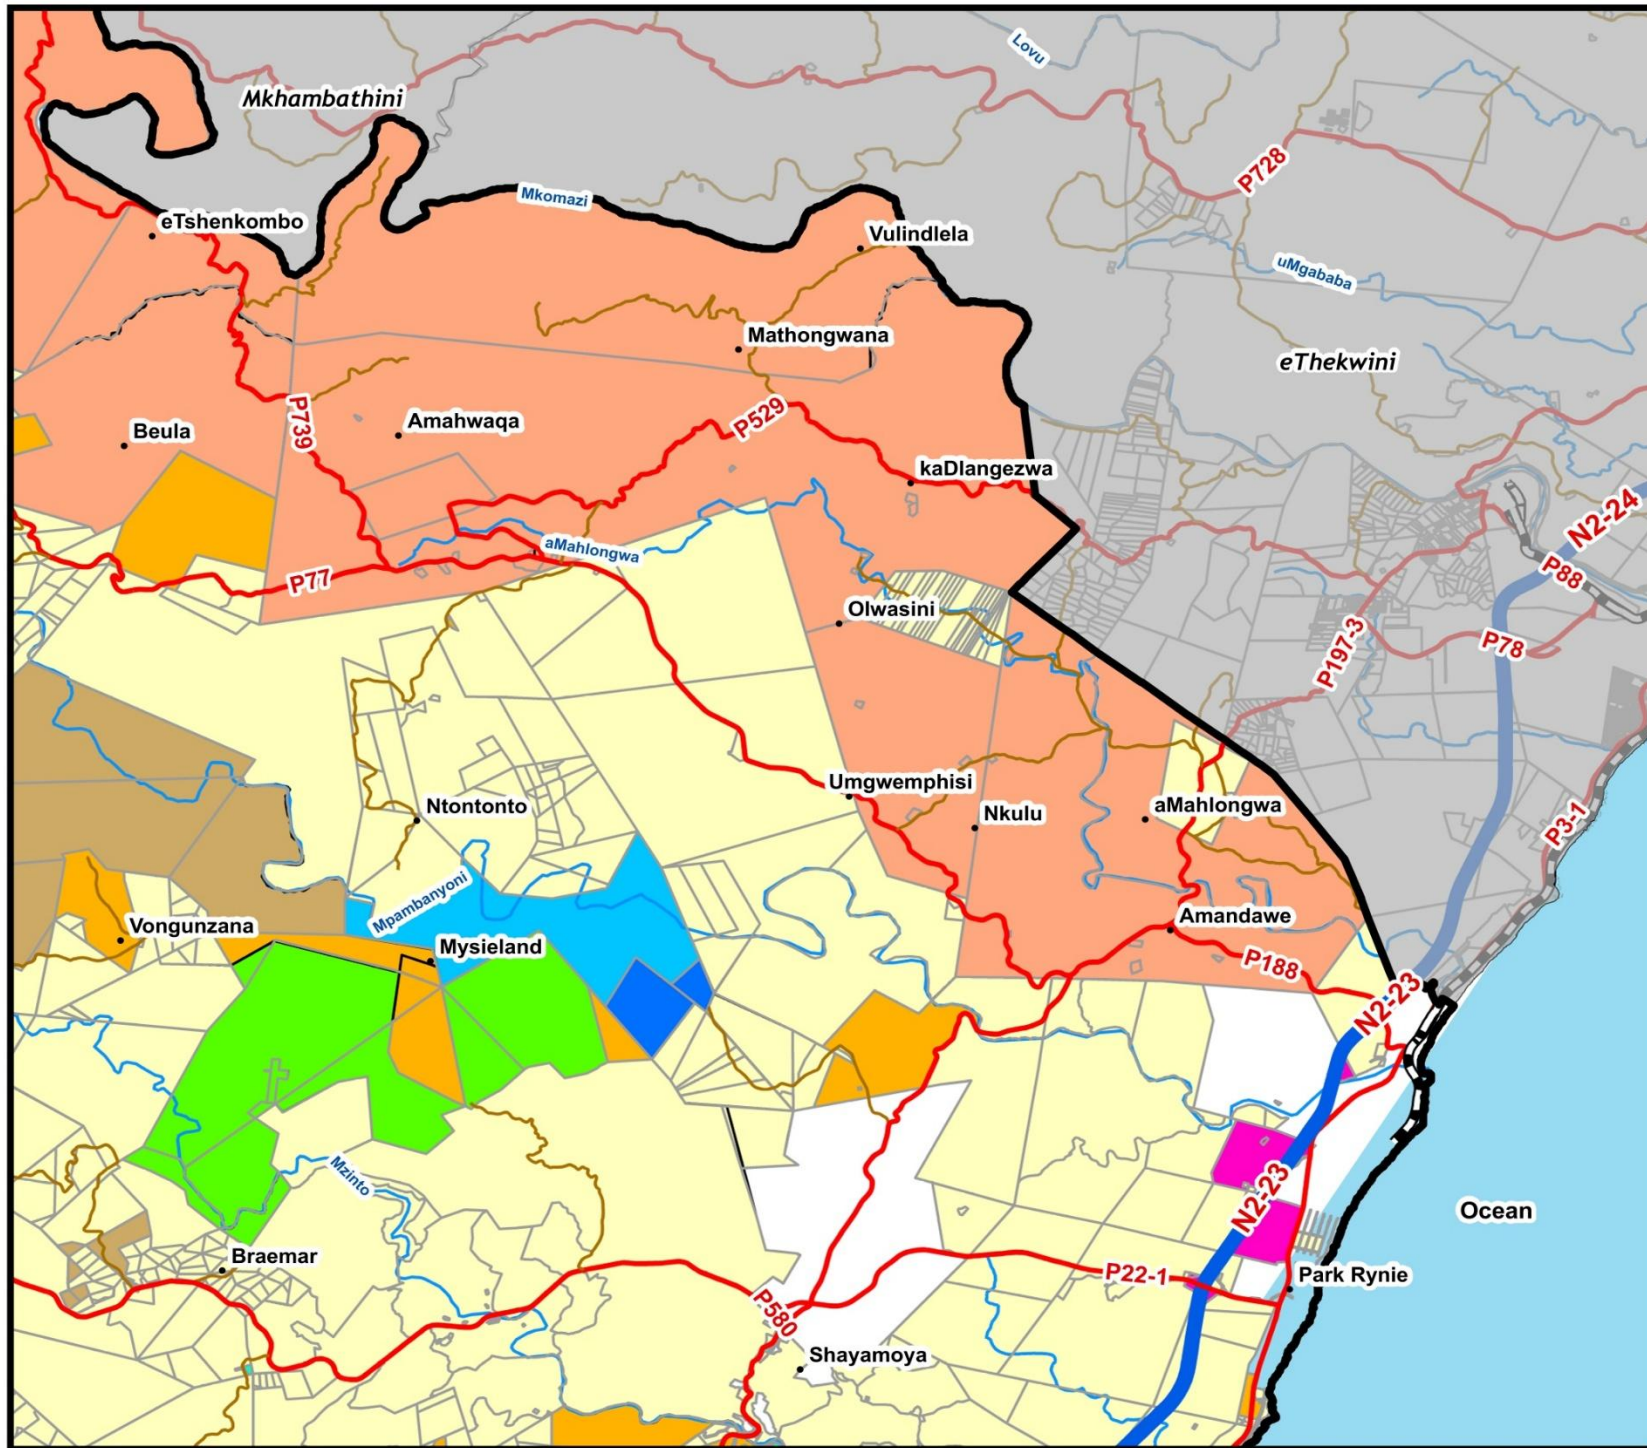 Lovu
Mkhambathini
P728
Mkomazi
eTshenkombo
Vulindlela
uMgababa
Mathongwana
eThekwini
P739
Beula
Amahwaqa
P529
kaDlangezwa
N2-24
aMahlongwa
P77
P88
Olwasini
P197-3
P78
Umgwemphisi
Ntontonto
Nkulu
aMahlongwa
P3-1
Mpambanyoni
Vongunzana
Mysieland
Amandawe
P188
N2-23
Mzinto
N2-23
Ocean
Braemar
P22-1
Park Rynie
P580
Shayamoya